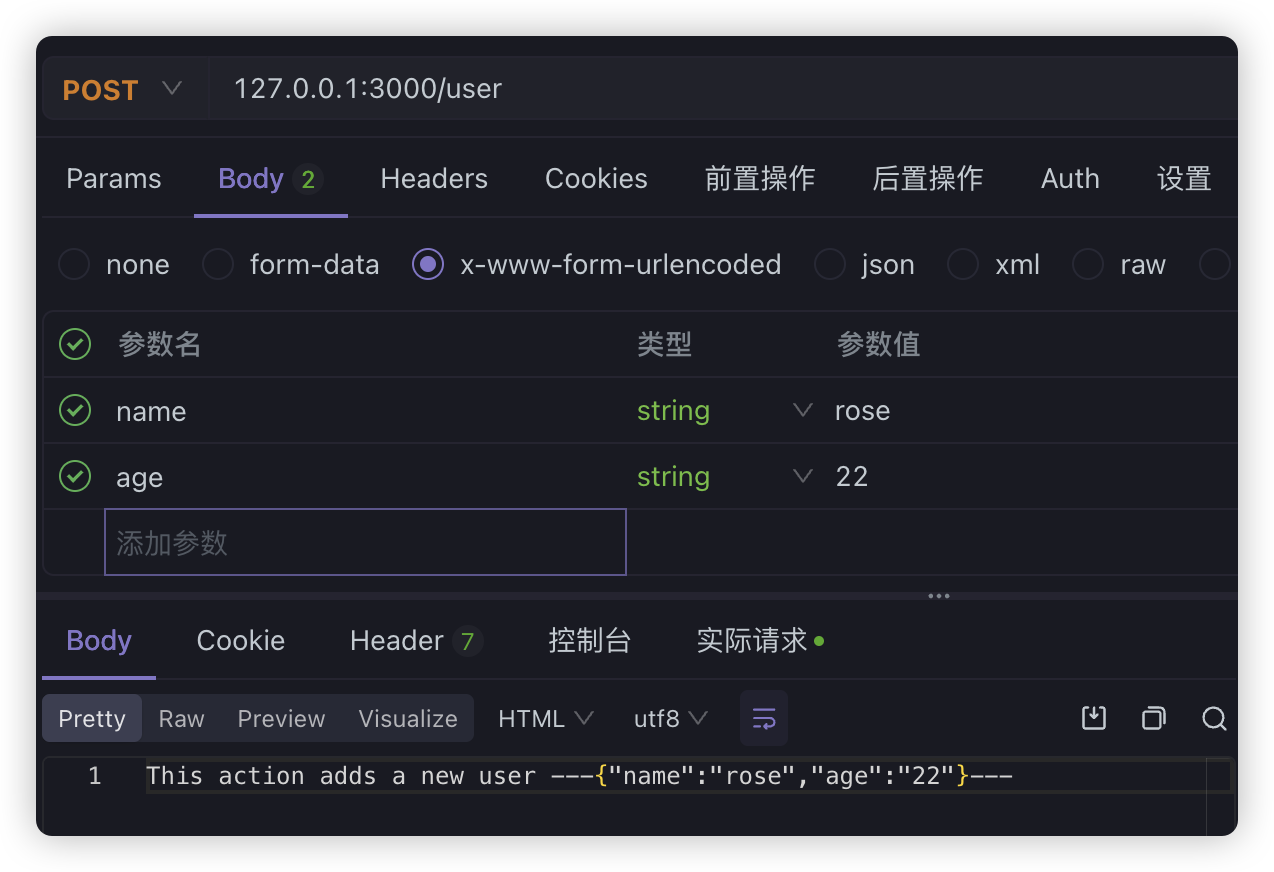 POST 127.0.0.1:3000/user
Params Body 2 Headers Cookies 前置操作 后置操作 Auth 设置
none form-data x-www-form-urlencoded json xml raw
参数名 类型 参数值
name string rose
age string 22
添加参数
Body Cookie Header 7 控制台 实际请求
Pretty Raw Preview Visualize HTML utf8
1 This action adds a new user ---{"name":"rose","age":"22"}---